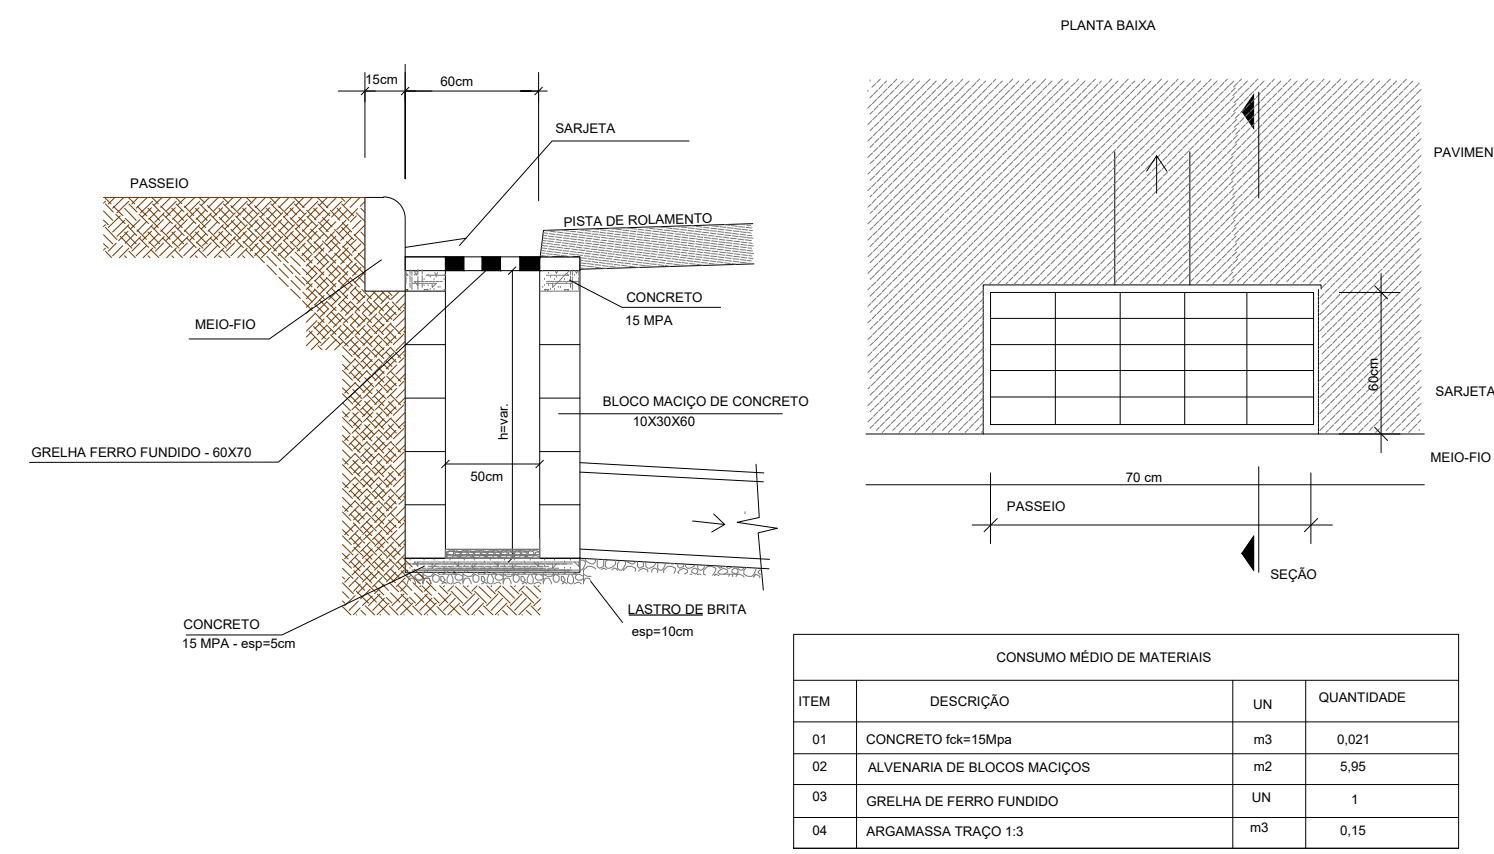 PLANTA BAIXA
15cm
60cm
SARJETA
PASSEIO
PISTA DE ROLAMENTO
CONCRETO
15 MPA
MEIO-FIO
BLOCO MACIÇO DE CONCRETO
10X30X60
h=var.
GRELHA FERRO FUNDIDO - 60X70
50cm
CONCRETO
15 MPA - esp=5cm
LASTRO DE BRITA
esp=10cm
PAVIMEN
60cm
SARJETA
MEIO-FIO
70 cm
PASSEIO
SEÇÃO
CONSUMO MÉDIO DE MATERIAIS
ITEM DESCRIÇÃO UN QUANTIDADE
01 CONCRETO fck=15Mpa m3 0,021
02 ALVENARIA DE BLOCOS MACIÇOS m2 5,95
03 GRELHA DE FERRO FUNDIDO UN 1
04 ARGAMASSA TRAÇO 1:3 m3 0,15